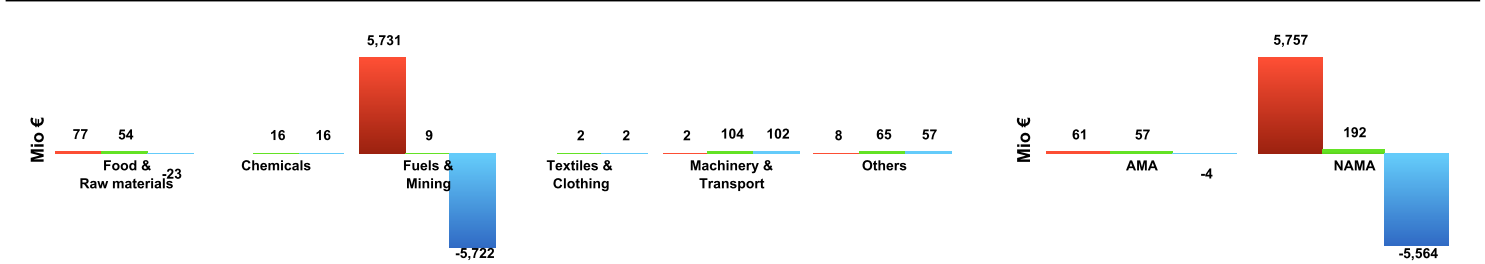 5,731
5,757
Mio €
77
54
16
16
9
2
2
2
104
102
8
65
57
Mio €
61
57
192
Food &
Raw materials
-23
Chemicals
Fuels &
Mining
Textiles &
Clothing
Machinery &
Transport
Others
AMA
-4
NAMA
-5,722
-5,564